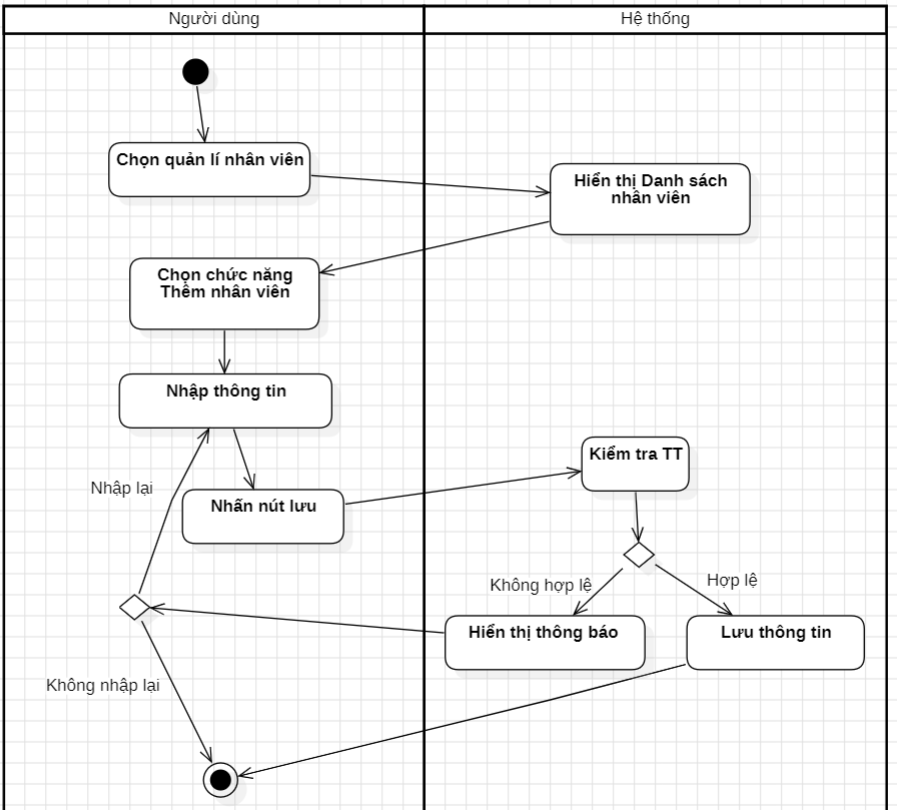 Người dùng
Hệ thống
Chọn quản lí nhân viên
Hiển thị Danh sách
nhân viên
Chọn chức năng
Thêm nhân viên
Nhập thông tin
Kiểm tra TT
Nhập lại
Nhấn nút lưu
Không hợp lệ
Hợp lệ
Hiển thị thông báo
Lưu thông tin
Không nhập lại